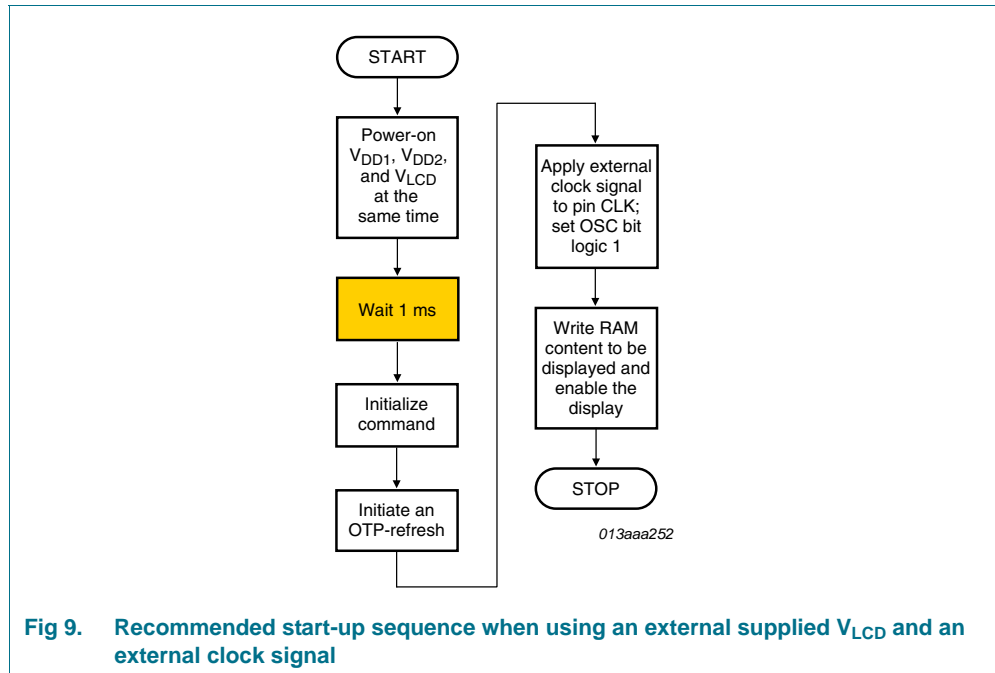 START
Power-on
VDD1, VDD2,
and VLCD
at the
same time
Wait 1 ms
Initialize
command
Initiate an
OTP-refresh
Apply external
clock signal
to pin CLK;
set OSC bit
logic 1
Write RAM
content to be
displayed and
enable the
display
STOP
013aaa252
Fig 9. Recommended start-up sequence when using an external supplied VLCD and an
external clock signal